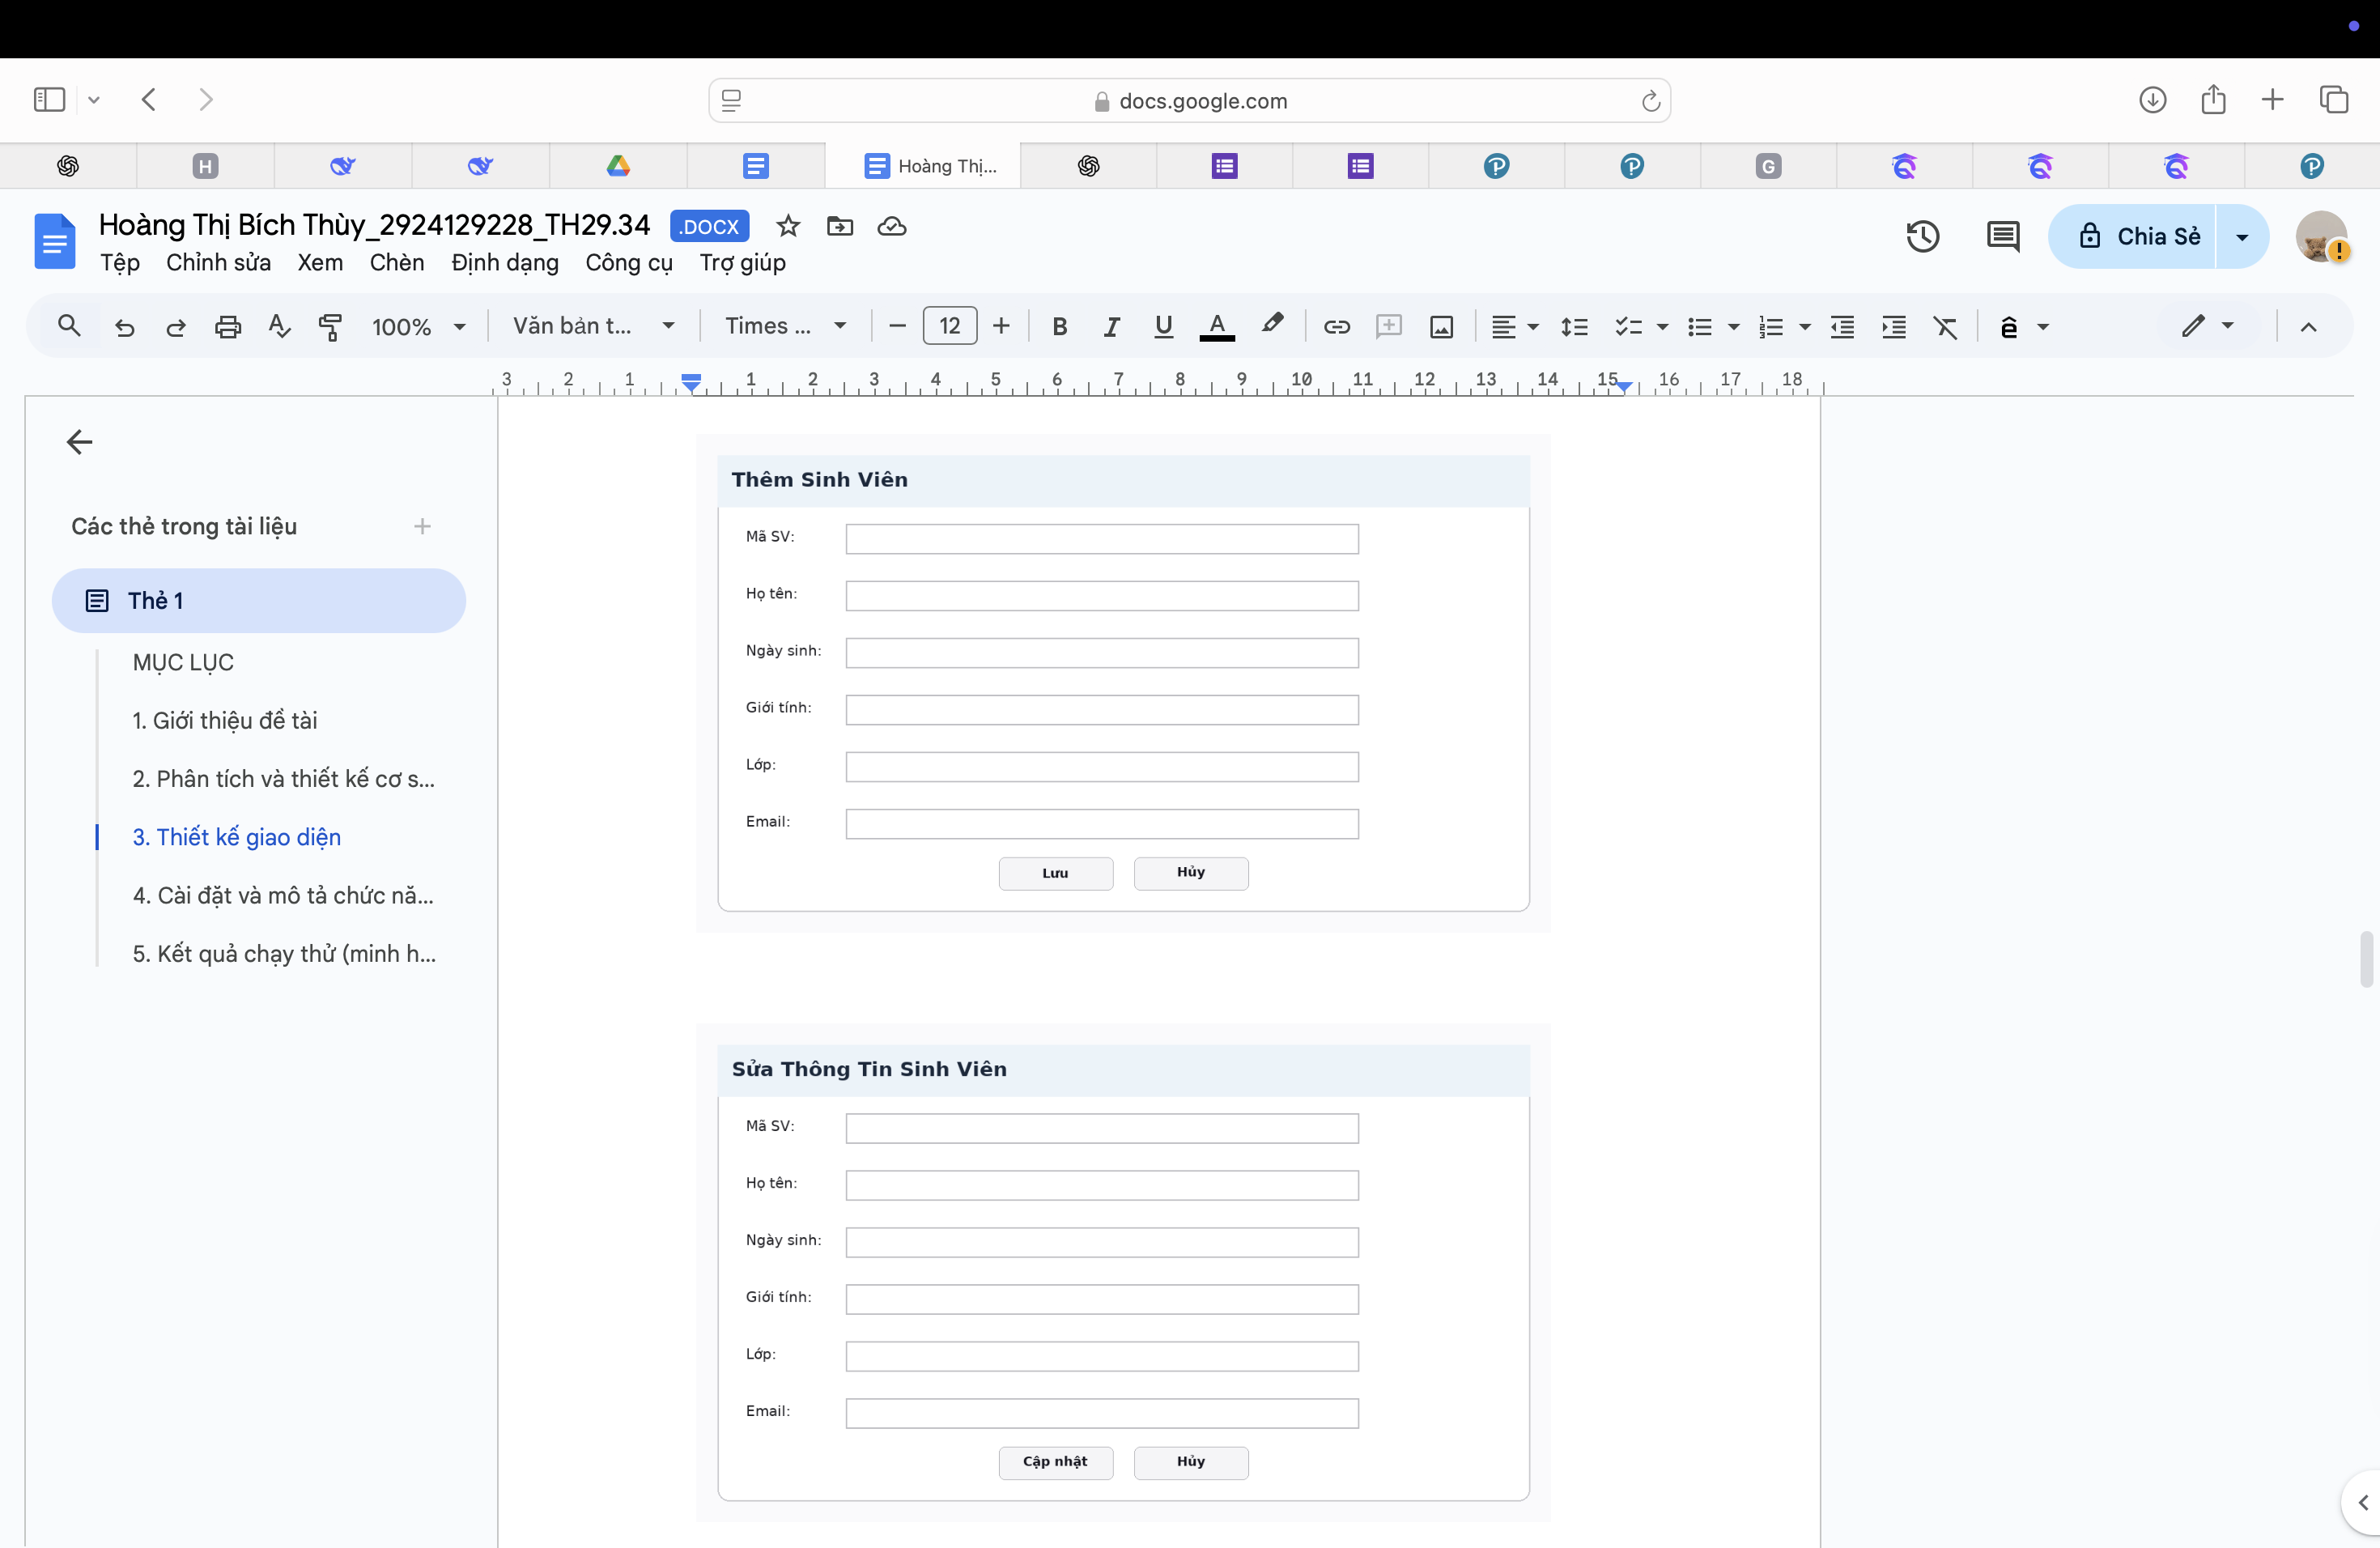 docs.google.com
H
Hoàng Thị...
G
Hoàng Thị Bích Thùy_2924129228_TH29.34 .DOCX
Tệp Chỉnh sửa Xem Chèn Định dạng Công cụ Trợ giúp
Chia Sẻ
100% Văn bản t... Times ... 12 B I U A ê
3 2 1 1 2 3 4 5 6 7 8 9 10 11 12 13 14 15 16 17 18
Các thẻ trong tài liệu
Thẻ 1
MỤC LỤC
1. Giới thiệu đề tài
2. Phân tích và thiết kế cơ s...
3. Thiết kế giao diện
4. Cài đặt và mô tả chức nă...
5. Kết quả chạy thử (minh h...
Thêm Sinh Viên
Mã SV:
Họ tên:
Ngày sinh:
Giới tính:
Lớp:
Email:
Lưu Hủy
Sửa Thông Tin Sinh Viên
Mã SV:
Họ tên:
Ngày sinh:
Giới tính:
Lớp:
Email:
Cập nhật Hủy